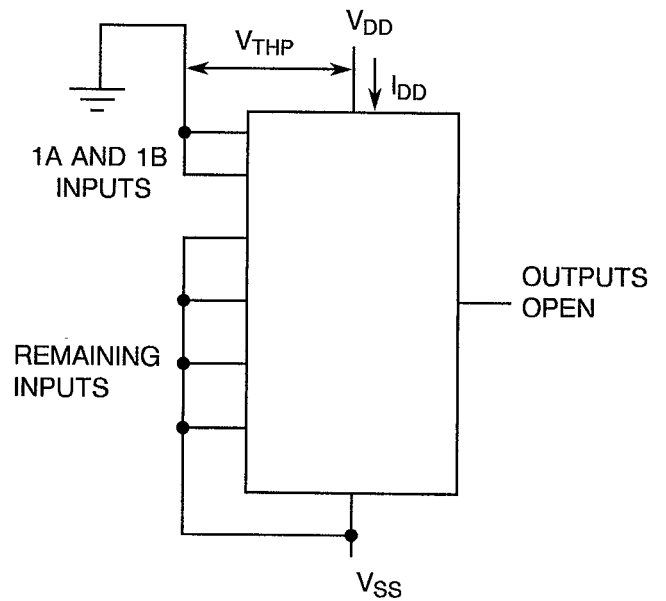 V_DD
V_THP
I_DD
1A AND 1B
INPUTS
OUTPUTS
OPEN
REMAINING
INPUTS
V_SS